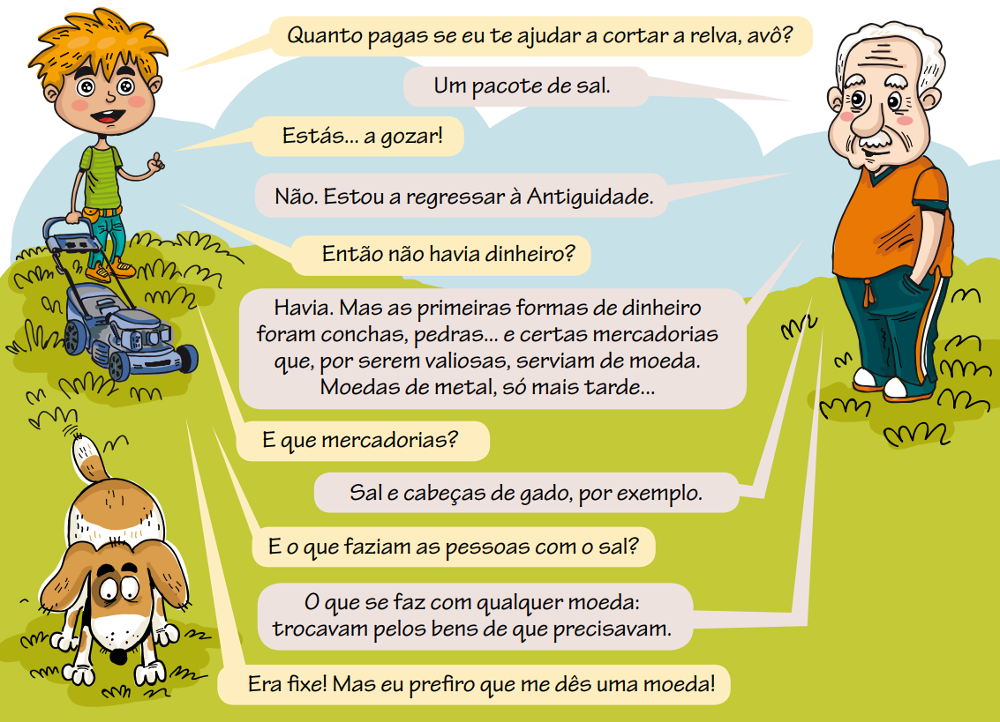 Quanto pagas se eu te ajudar a cortar a relva, avô?
Um pacote de sal.
Estás... a gozar!
Não. Estou a regressar à Antiguidade.
Então não havia dinheiro?
Havia. Mas as primeiras formas de dinheiro
foram conchas, pedras... e certas mercadorias
que, por serem valiosas, serviam de moeda.
Moedas de metal, só mais tarde...
E que mercadorias?
Sal e cabeças de gado, por exemplo.
E o que faziam as pessoas com o sal?
O que se faz com qualquer moeda:
trocavam pelos bens de que precisavam.
Era fixe! Mas eu prefiro que me dês uma moeda!